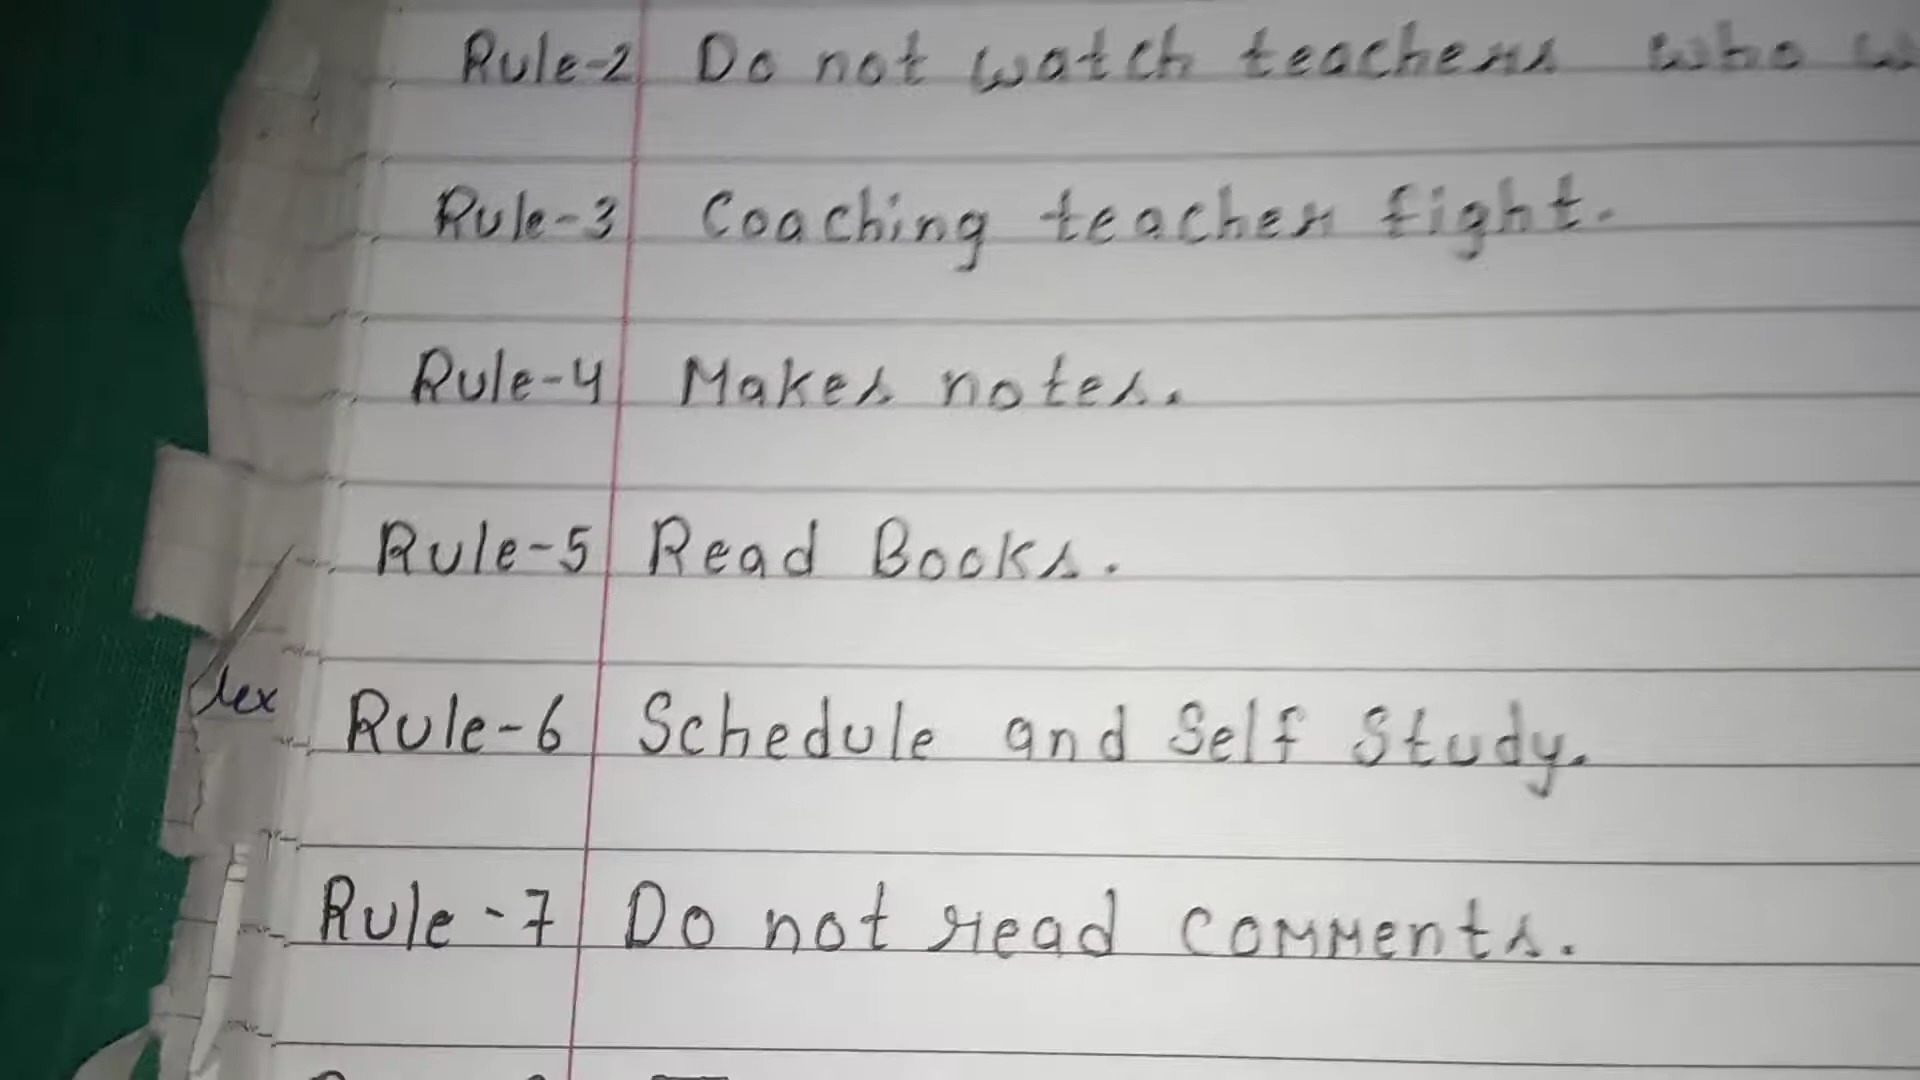 Rule-2 Do not watch teachers who
Rule-3 Coaching teacher fight.
Rule-4 Makes notes.
Rule-5 Read Books.
Rule-6 Schedule and Self Study.
Rule-7 Do not read comments.